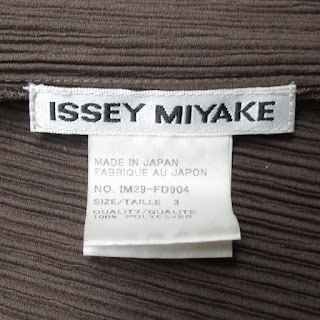 ISSEY MIYAKE
MADE IN JAPAN
FABRIQUE AU JAPON
NO. IM29-FD904
SIZE/TAILLE 3
QUALITY/QUALITE
100% POLYESTER